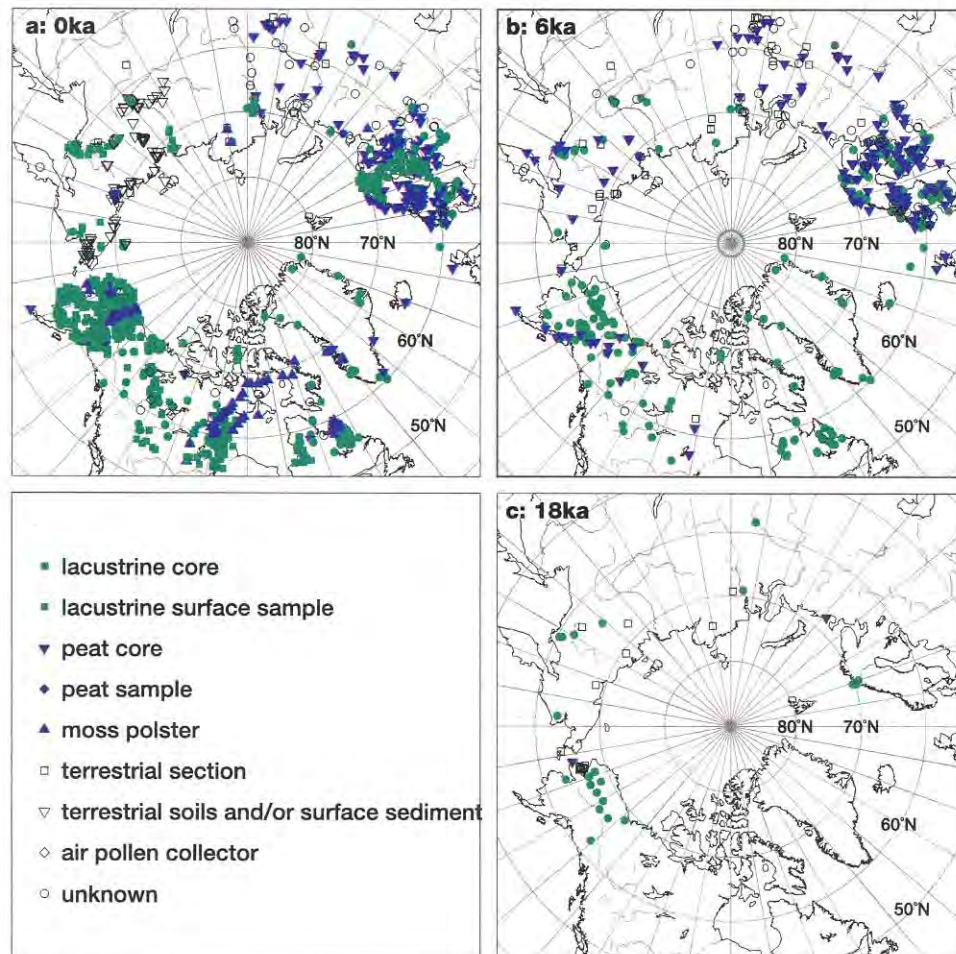 a: 0ka
80˚N 70˚N
60˚N
50˚N
b: 6ka
80˚N 70˚N
60˚N
50˚N
lacustrine core
lacustrine surface sample
peat core
peat sample
moss polster
terrestrial section
terrestrial soils and/or surface sediment
air pollen collector
unknown
c: 18ka
80˚N 70˚N
60˚N
50˚N